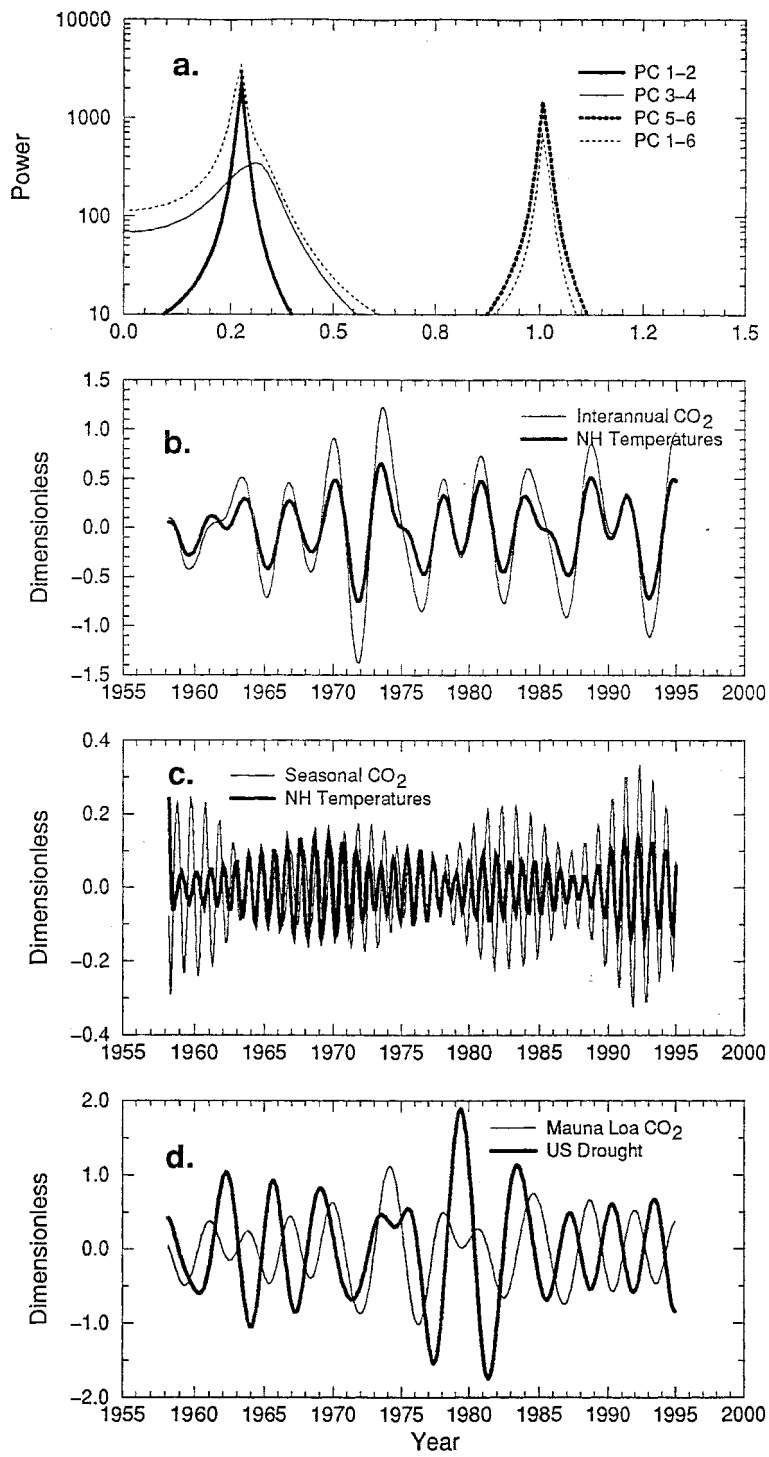 10000
1000
100
10
Power
a.
PC 1–2
PC 3–4
PC 5–6
PC 1–6
0.0 0.2 0.5 0.8 1.0 1.2 1.5
1.5
1.0
0.5
0.0
−0.5
−1.0
−1.5
Dimensionless
b.
Interannual CO2
NH Temperatures
1955 1960 1965 1970 1975 1980 1985 1990 1995 2000
0.4
0.2
0.0
−0.2
−0.4
Dimensionless
c.
Seasonal CO2
NH Temperatures
1955 1960 1965 1970 1975 1980 1985 1990 1995 2000
2.0
1.0
0.0
−1.0
−2.0
Dimensionless
d.
Mauna Loa CO2
US Drought
1955 1960 1965 1970 1975 1980 1985 1990 1995 2000
Year